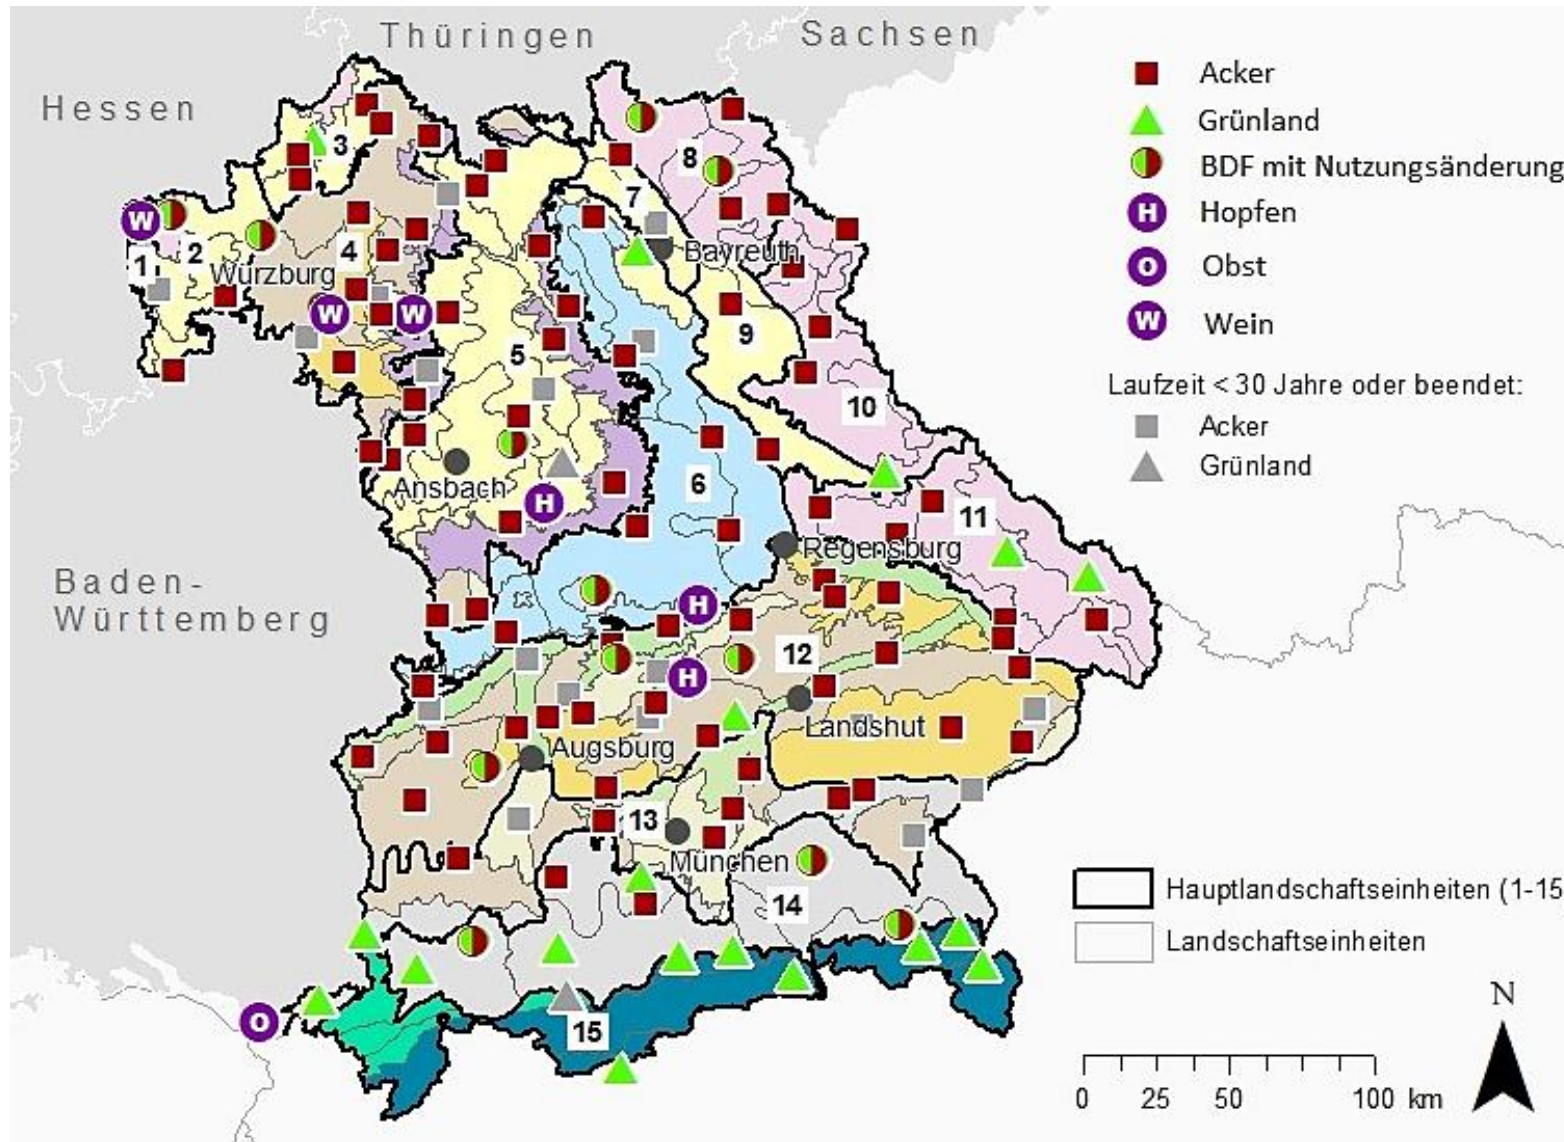 Thüringen
Sachsen
Hessen
Baden-
Württemberg
Acker
Grünland
BDF mit Nutzungsänderung
H Hopfen
O Obst
W Wein
Laufzeit < 30 Jahre oder beendet:
Acker
Grünland
3
8
7
W
1
2
4
Würzburg
Bayreuth
W
W
9
5
10
Ansbach
H
6
11
Regensburg
H
12
H
Landshut
Augsburg
13
München
14
O
15
Hauptlandschaftseinheiten (1-15
Landschaftseinheiten
N
0 25 50 100 km